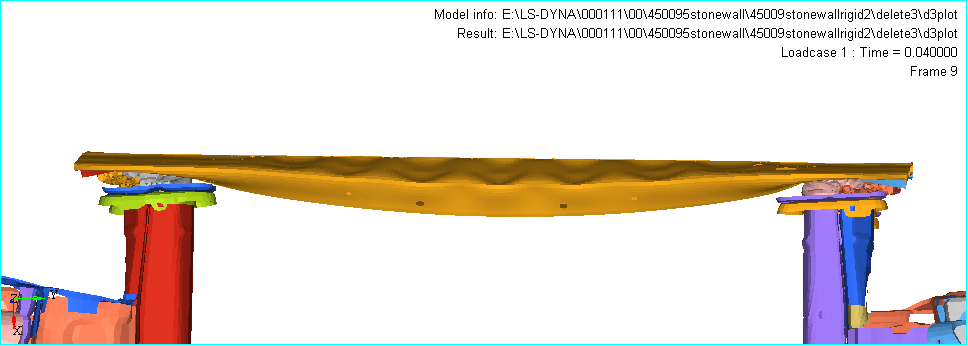 Model info: E:\LS-DYNA\000111\00\450095stonewall\45009stonewallrigid2\delete3\d3plot
Result: E:\LS-DYNA\000111\00\450095stonewall\45009stonewallrigid2\delete3\d3plot
Loadcase 1 : Time = 0.040000
Frame 9
Z Y
X